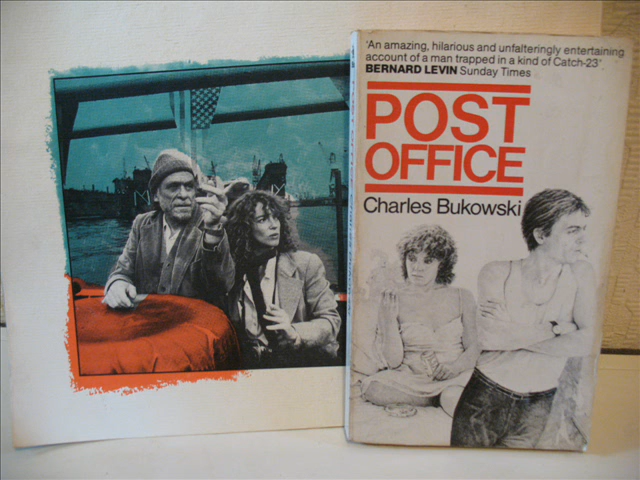 'An amazing, hilarious and unfalteringly entertaining
account of a man trapped in a kind of Catch-23'
BERNARD LEVIN Sunday Times
POST
OFFICE
Charles Bukowski